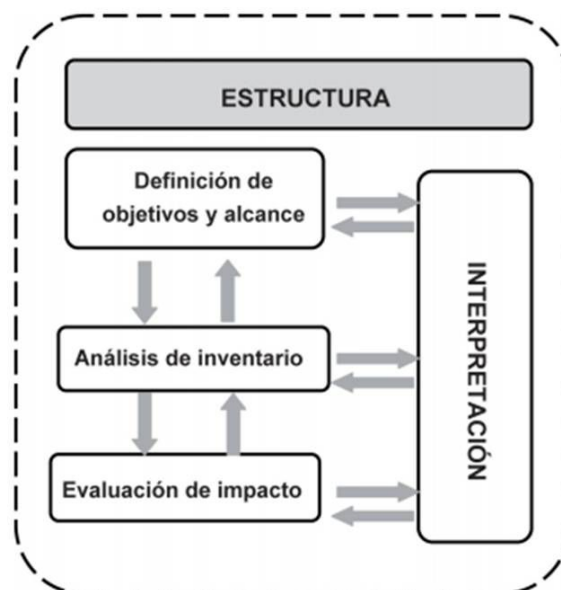 ESTRUCTURA
Definición de
objetivos y alcance
Análisis de inventario
Evaluación de impacto
INTERPRETACIÓN